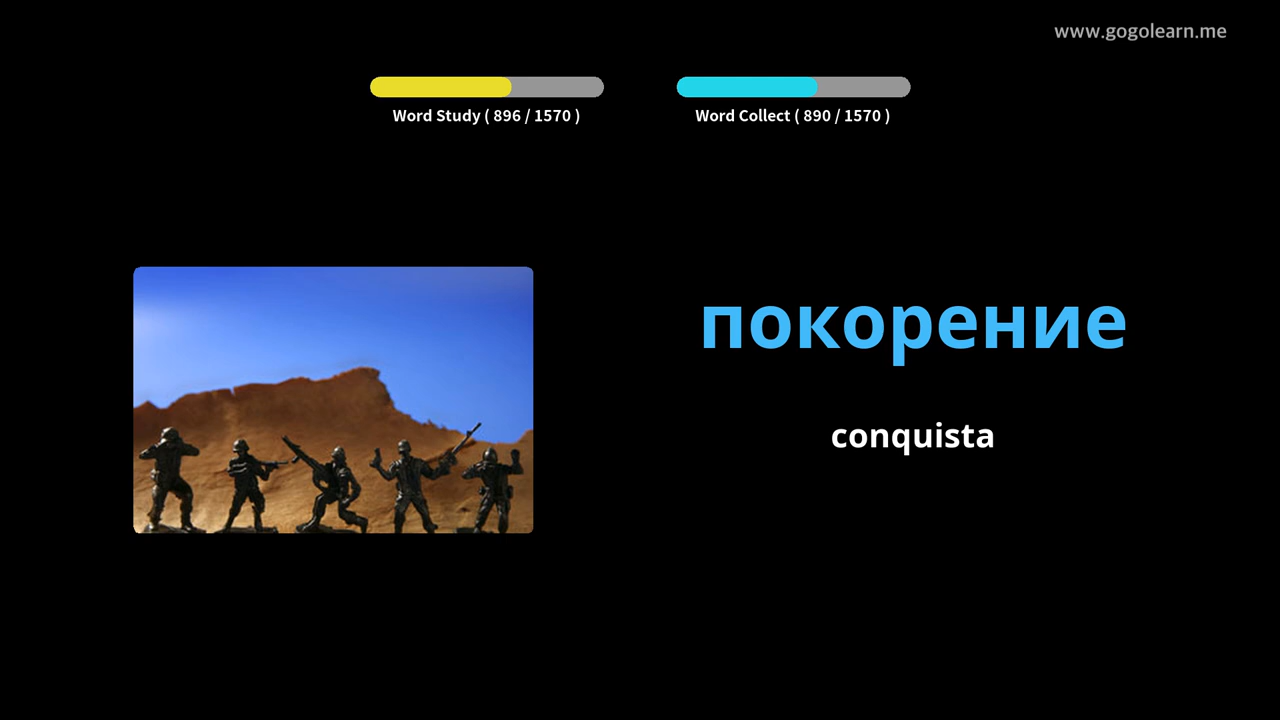 www.gogolearn.me
Word Study ( 896 / 1570 )
Word Collect ( 890 / 1570 )
покорение
conquista